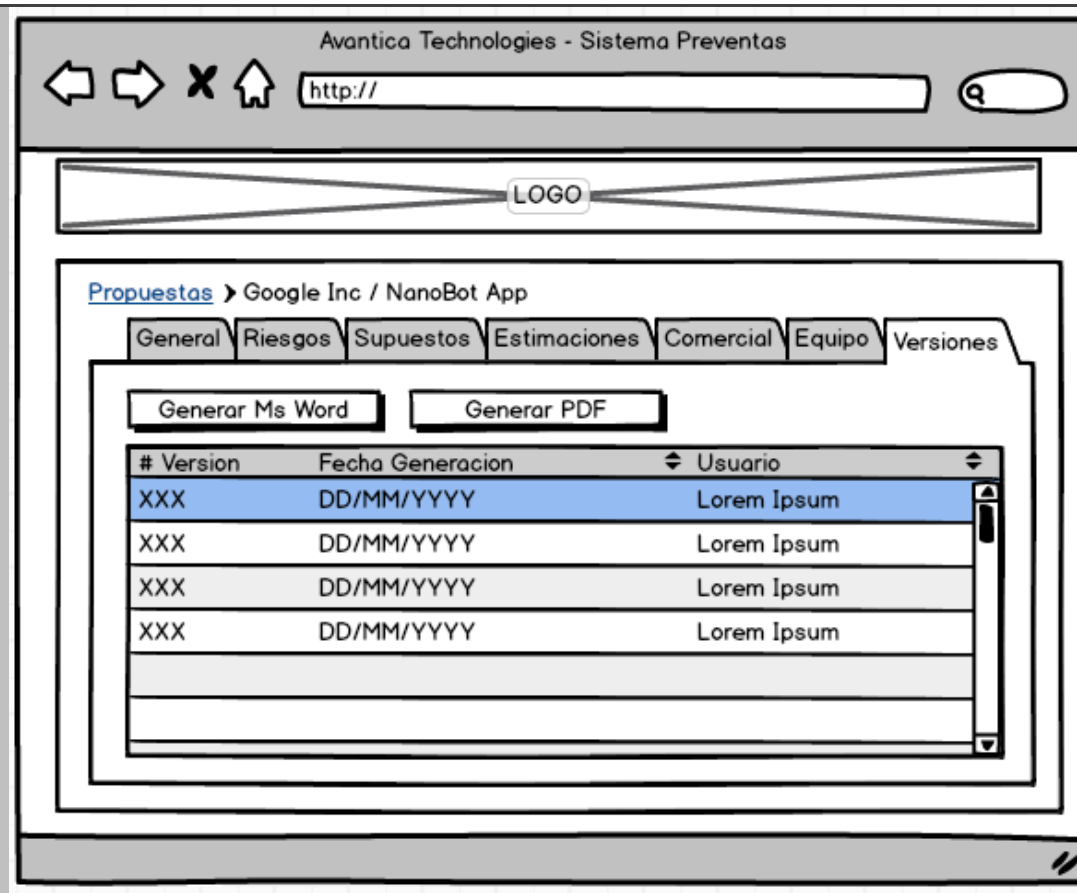 Avantica Technologies - Sistema Preventas
http://
LOGO
Propuestas > Google Inc / NanoBot App
General Riesgos Supuestos Estimaciones Comercial Equipo Versiones
Generar Ms Word Generar PDF
# Version Fecha Generacion Usuario
XXX DD/MM/YYYY Lorem Ipsum
XXX DD/MM/YYYY Lorem Ipsum
XXX DD/MM/YYYY Lorem Ipsum
XXX DD/MM/YYYY Lorem Ipsum